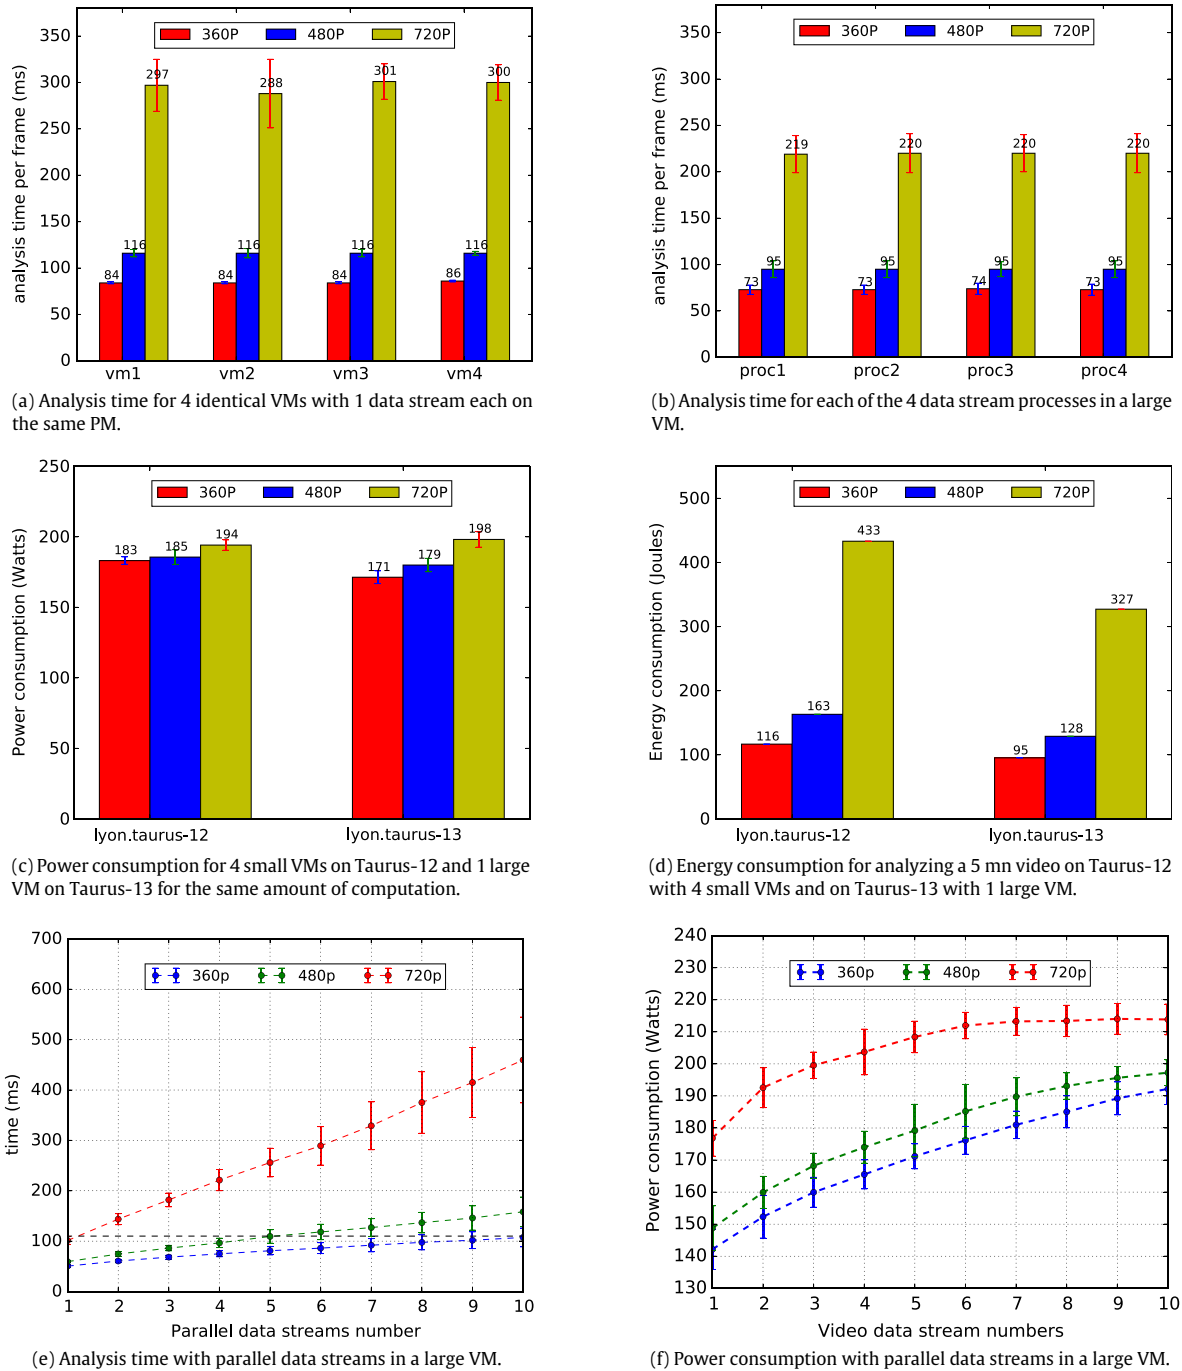 350
300
250
200
150
100
50
0
analysis time per frame (ms)
360P 480P 720P
84 116 297
84 116 288
84 116 301
86 116 300
vm1 vm2 vm3 vm4
(a) Analysis time for 4 identical VMs with 1 data stream each on
the same PM.
350
300
250
200
150
100
50
0
analysis time per frame (ms)
360P 480P 720P
73 95 219
73 95 220
74 95 220
73 95 220
proc1 proc2 proc3 proc4
(b) Analysis time for each of the 4 data stream processes in a large
VM.
250
200
150
100
50
0
Power consumption (Watts)
360P 480P 720P
183 185 194
171 179 198
lyon.taurus-12 lyon.taurus-13
(c) Power consumption for 4 small VMs on Taurus-12 and 1 large
VM on Taurus-13 for the same amount of computation.
500
400
300
200
100
0
Energy consumption (Joules)
360P 480P 720P
116 163 433
95 128 327
lyon.taurus-12 lyon.taurus-13
(d) Energy consumption for analyzing a 5 mn video on Taurus-12
with 4 small VMs and on Taurus-13 with 1 large VM.
700
600
500
400
300
200
100
0
time (ms)
360p 480p 720p
1 2 3 4 5 6 7 8 9 10
Parallel data streams number
(e) Analysis time with parallel data streams in a large VM.
240
230
220
210
200
190
180
170
160
150
140
130
Power consumption (Watts)
360p 480p 720p
1 2 3 4 5 6 7 8 9 10
Video data stream numbers
(f) Power consumption with parallel data streams in a large VM.